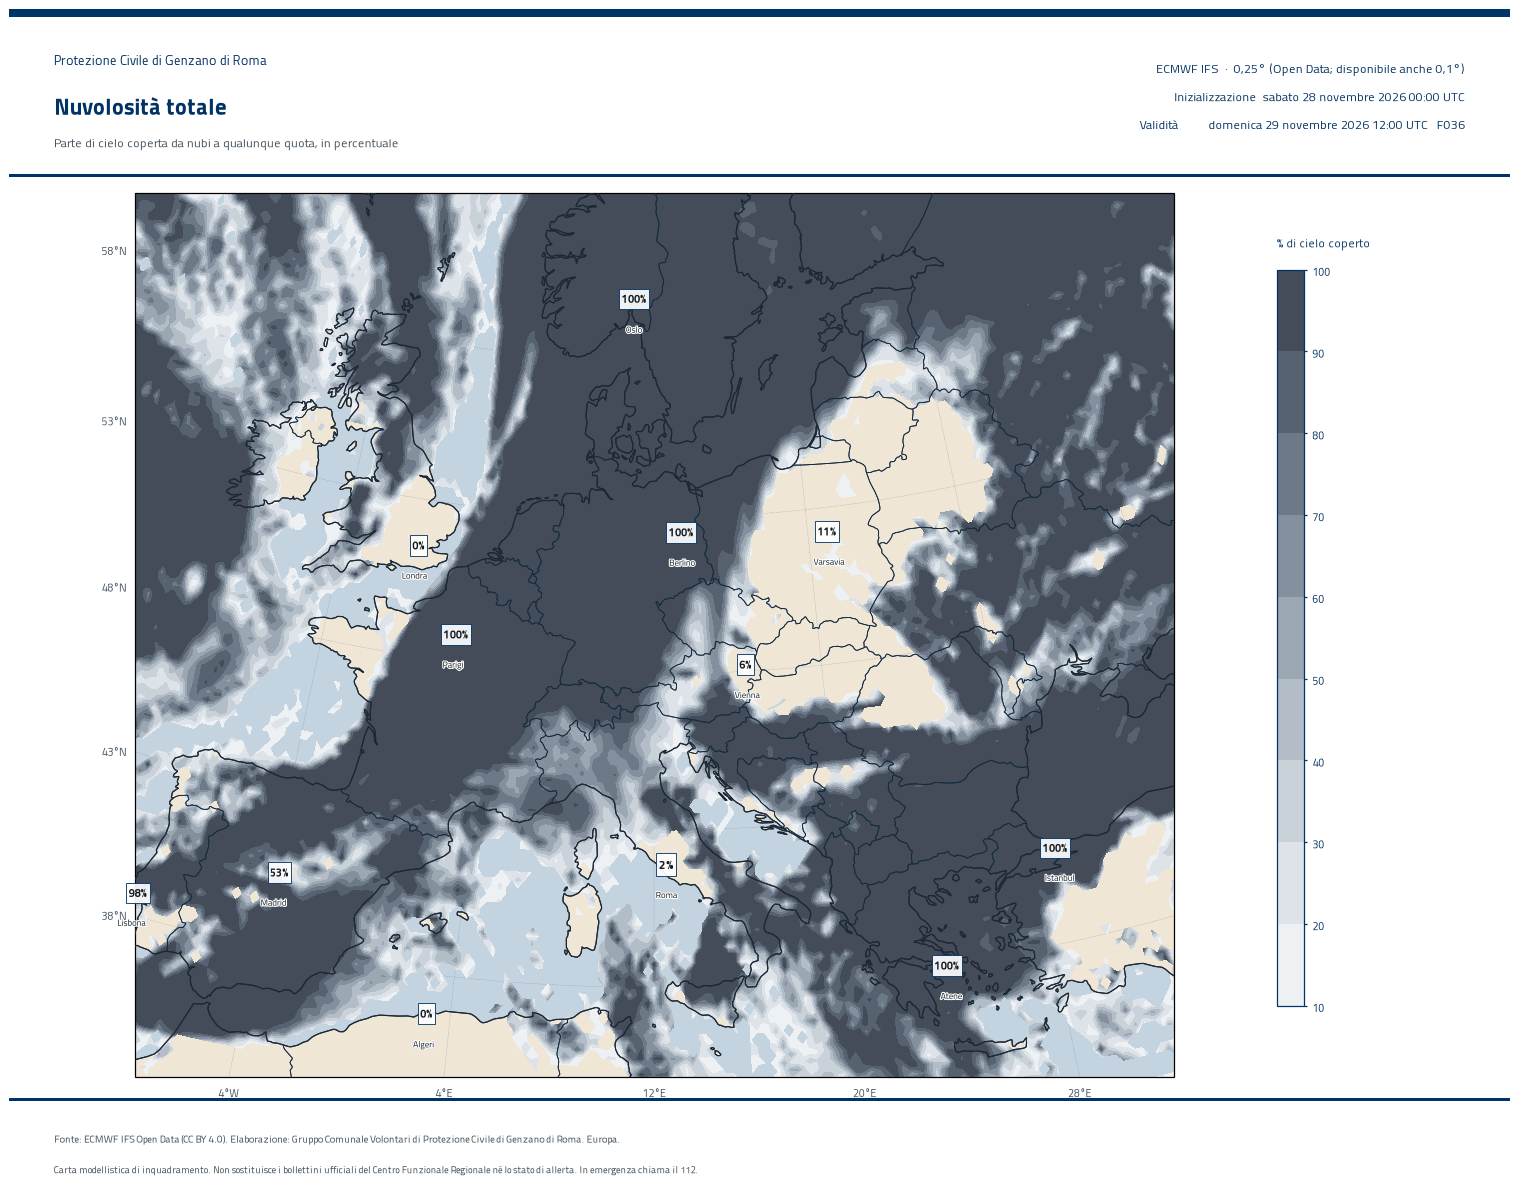 Protezione Civile di Genzano di Roma
Nuvolosità totale
Parte di cielo coperta da nubi a qualunque quota, in percentuale
ECMWF IFS · 0,25° (Open Data; disponibile anche 0,1°)
Inizializzazione sabato 28 novembre 2026 00:00 UTC
Validità domenica 29 novembre 2026 12:00 UTC F036
% di cielo coperto
100
90
80
70
60
50
40
30
20
10
58°N
53°N
48°N
43°N
38°N
4°W
4°E
12°E
20°E
28°E
100%
Oslo
100%
Berlino
11%
Varsavia
0%
Londra
100%
Parigi
6%
Vienna
53%
Madrid
98%
Lisbona
2%
Roma
100%
Istanbul
100%
Atene
0%
Algeri
Fonte: ECMWF IFS Open Data (CC BY 4.0). Elaborazione: Gruppo Comunale Volontari di Protezione Civile di Genzano di Roma. Europa.
Carta modellistica di inquadramento. Non sostituisce i bollettini ufficiali del Centro Funzionale Regionale né lo stato di allerta. In emergenza chiama il 112.